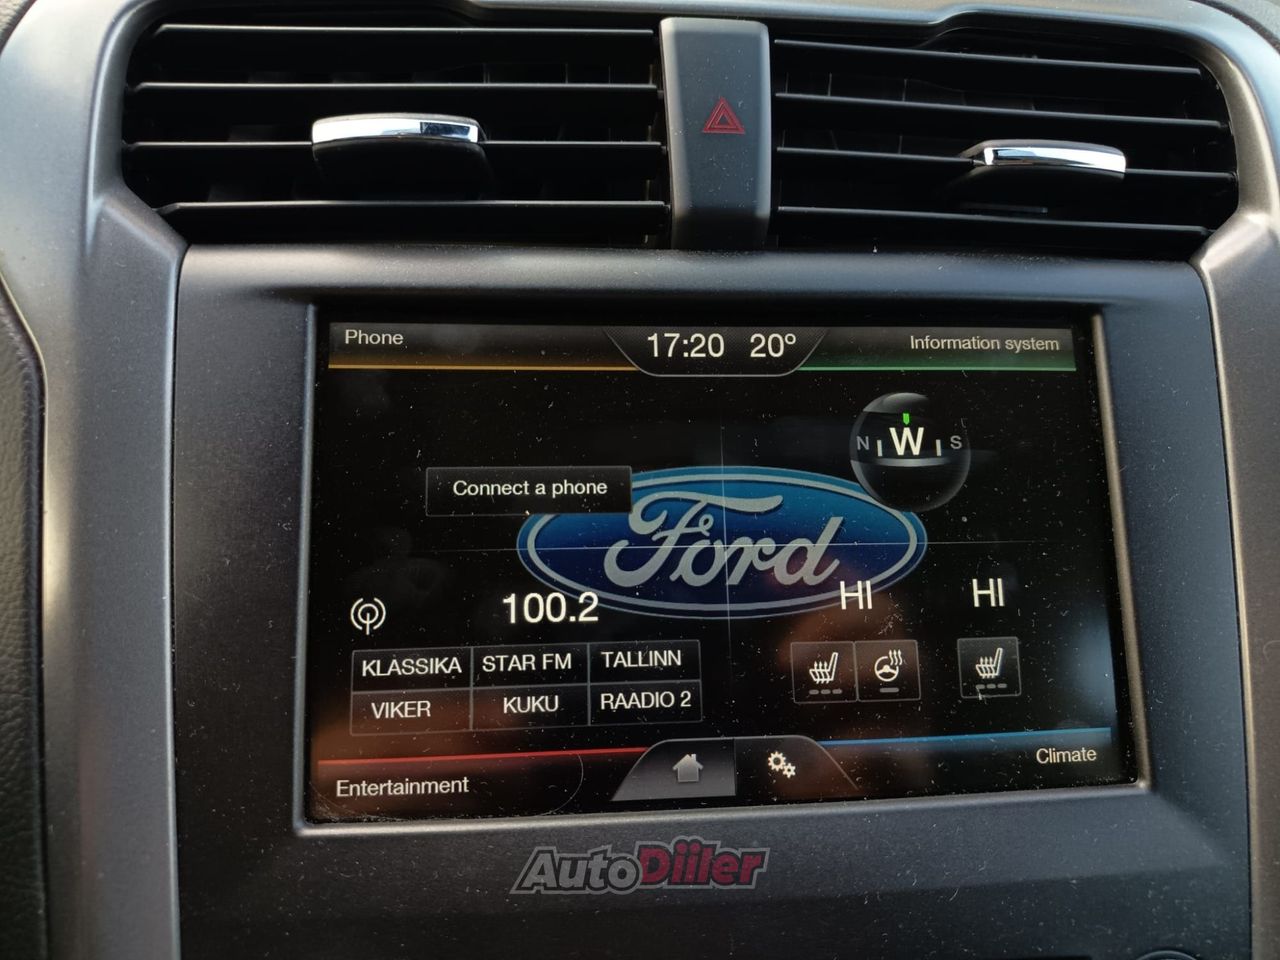 Phone
17:20 20°
Information system
N W S
Connect a phone
Ford
100.2
HI HI
KLASSIKA STAR FM TALLINN
VIKER KUKU RAADIO 2
Entertainment
Climate
AutoDiiler